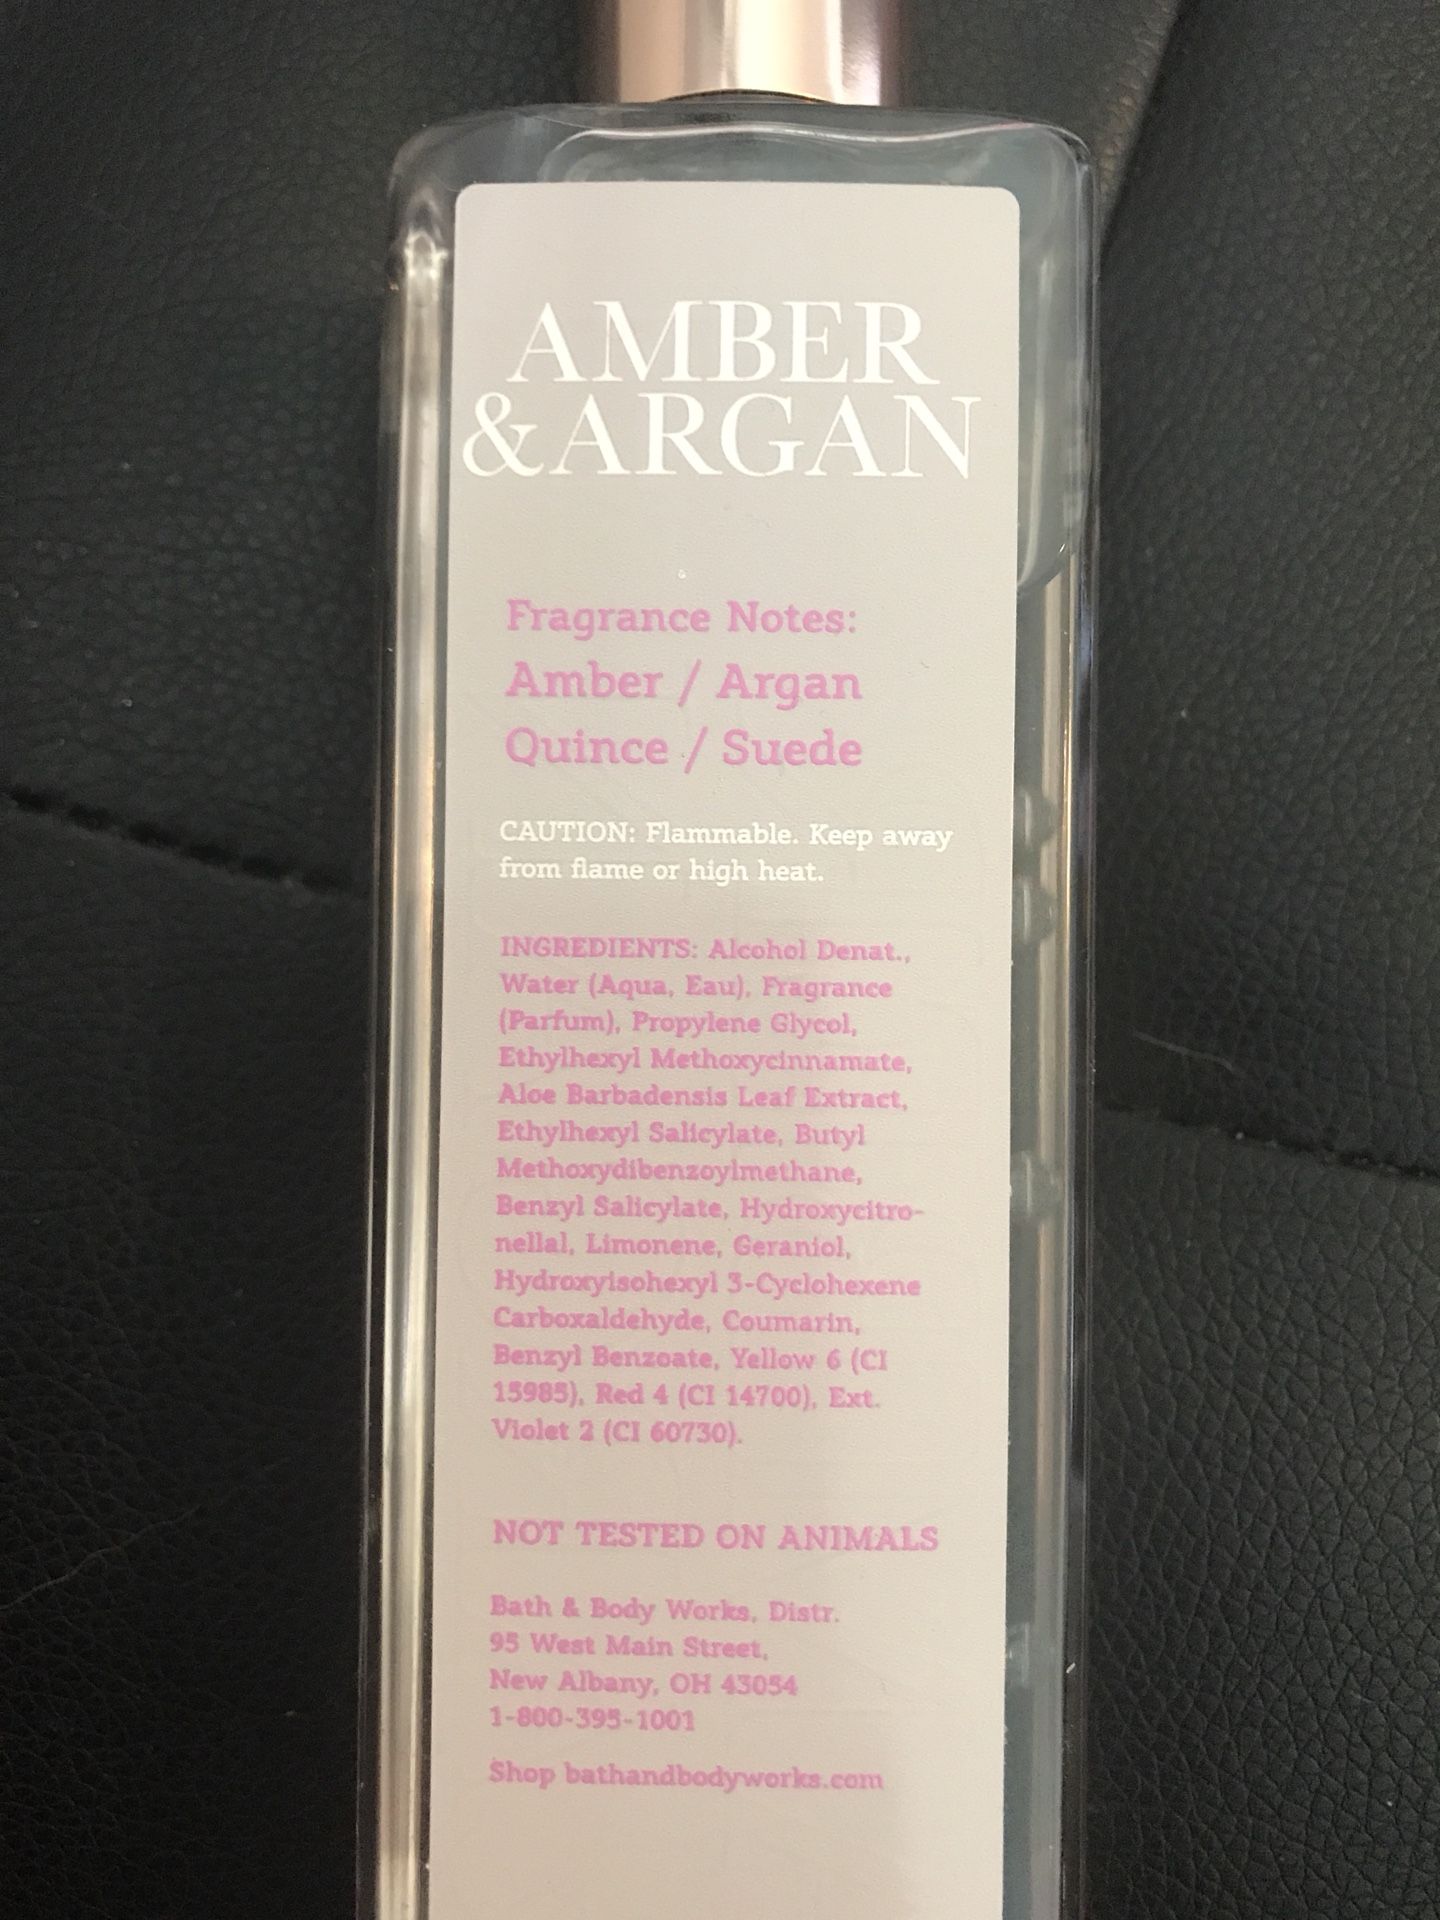 AMBER
&ARGAN
Fragrance Notes:
Amber / Argan
Quince / Suede
CAUTION: Flammable. Keep away
from flame or high heat.
INGREDIENTS: Alcohol Denat.,
Water (Aqua, Eau), Fragrance
(Parfum), Propylene Glycol,
Ethylhexyl Methoxycinnamate,
Aloe Barbadensis Leaf Extract,
Ethylhexyl Salicylate, Butyl
Methoxydibenzoylmethane,
Benzyl Salicylate, Hydroxycitro-
nellal, Limonene, Geraniol,
Hydroxyisohexyl 3-Cyclohexene
Carboxaldehyde, Coumarin,
Benzyl Benzoate, Yellow 6 (CI
15985), Red 4 (CI 14700), Ext.
Violet 2 (CI 60730).
NOT TESTED ON ANIMALS
Bath & Body Works, Distr.
95 West Main Street,
New Albany, OH 43054
1-800-395-1001
Shop bathandbodyworks.com